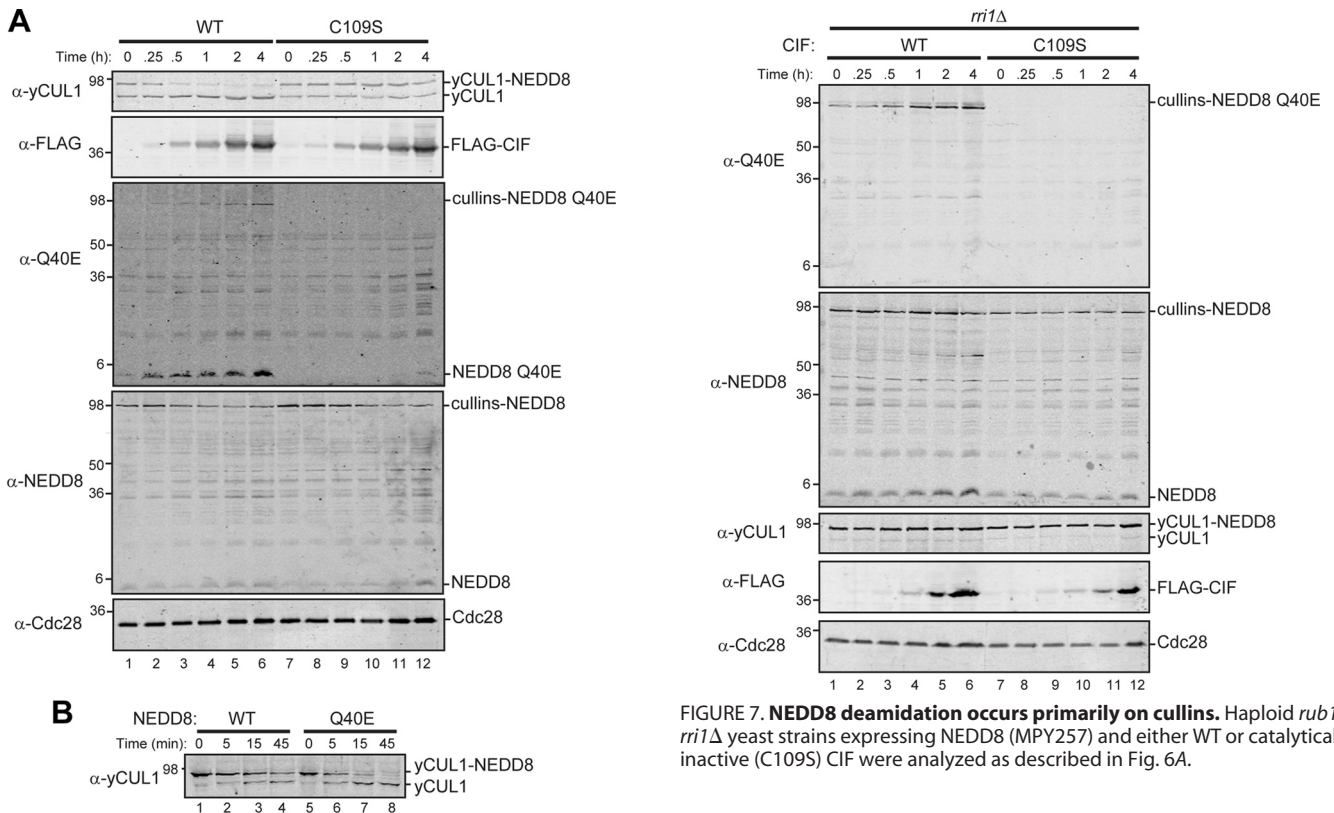 A
WT C109S
Time (h): 0 .25 .5 1 2 4 0 .25 .5 1 2 4
α-yCUL1 98 yCUL1-NEDD8
yCUL1
α-FLAG 36 FLAG-CIF
98 cullins-NEDD8 Q40E
50
α-Q40E
36
6
NEDD8 Q40E
98 cullins-NEDD8
50
α-NEDD8
36
6
NEDD8
36
α-Cdc28 Cdc28
1 2 3 4 5 6 7 8 9 10 11 12
B
NEDD8: WT Q40E
Time (min): 0 5 15 45 0 5 15 45
α-yCUL1 98 yCUL1-NEDD8
yCUL1
1 2 3 4 5 6 7 8
rri1Δ
CIF: WT C109S
Time (h): 0 .25 .5 1 2 4 0 .25 .5 1 2 4
98 cullins-NEDD8 Q40E
50
α-Q40E
36
6
98 cullins-NEDD8
50
α-NEDD8
36
6
NEDD8
98 yCUL1-NEDD8
α-yCUL1
yCUL1
α-FLAG FLAG-CIF
36
36
α-Cdc28 Cdc28
1 2 3 4 5 6 7 8 9 10 11 12
FIGURE 7. NEDD8 deamidation occurs primarily on cullins. Haploid rub1
rri1Δ yeast strains expressing NEDD8 (MPY257) and either WT or catalytical
inactive (C109S) CIF were analyzed as described in Fig. 6A.